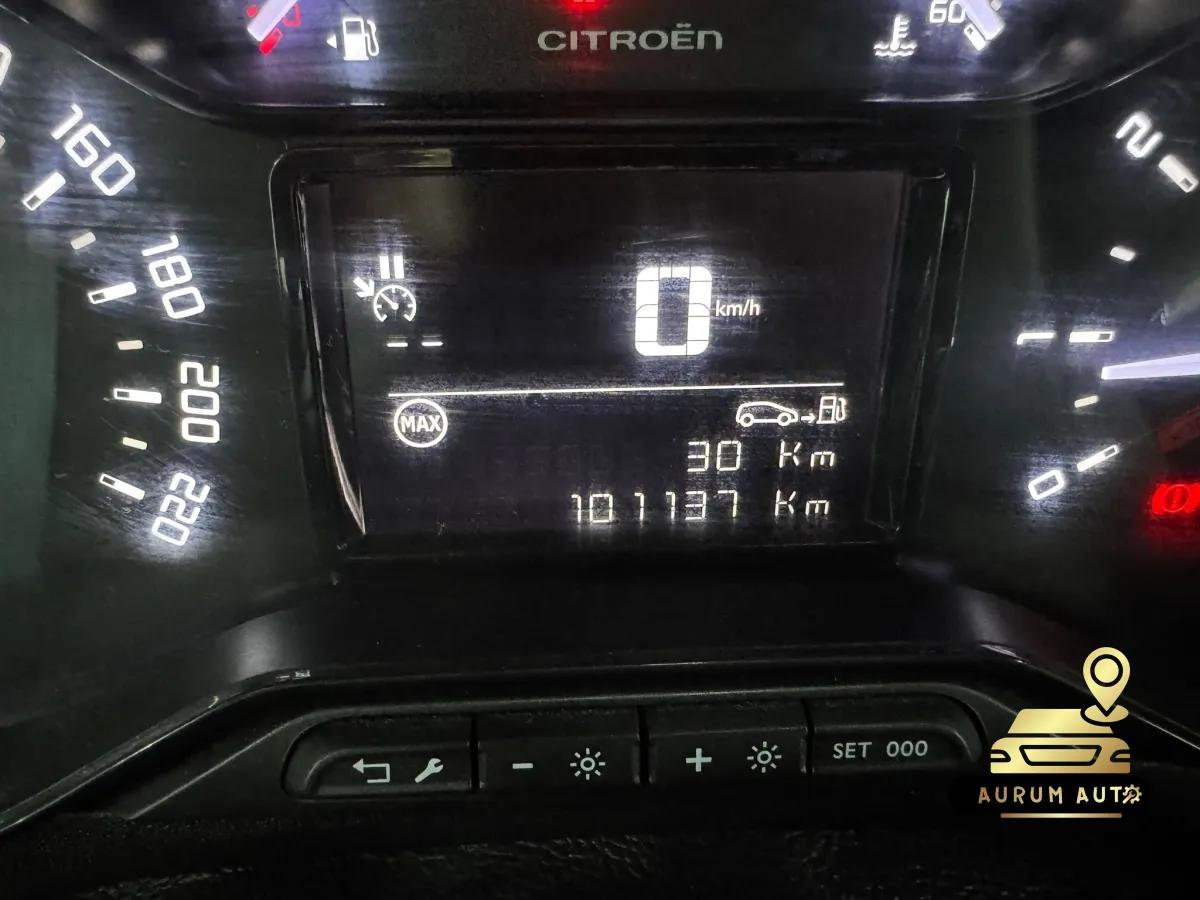 CITROËN
60
160
180
200
220
2
1
0
0 km/h
MAX
30 Km
101137 Km
SET 000
AURUM AUTO